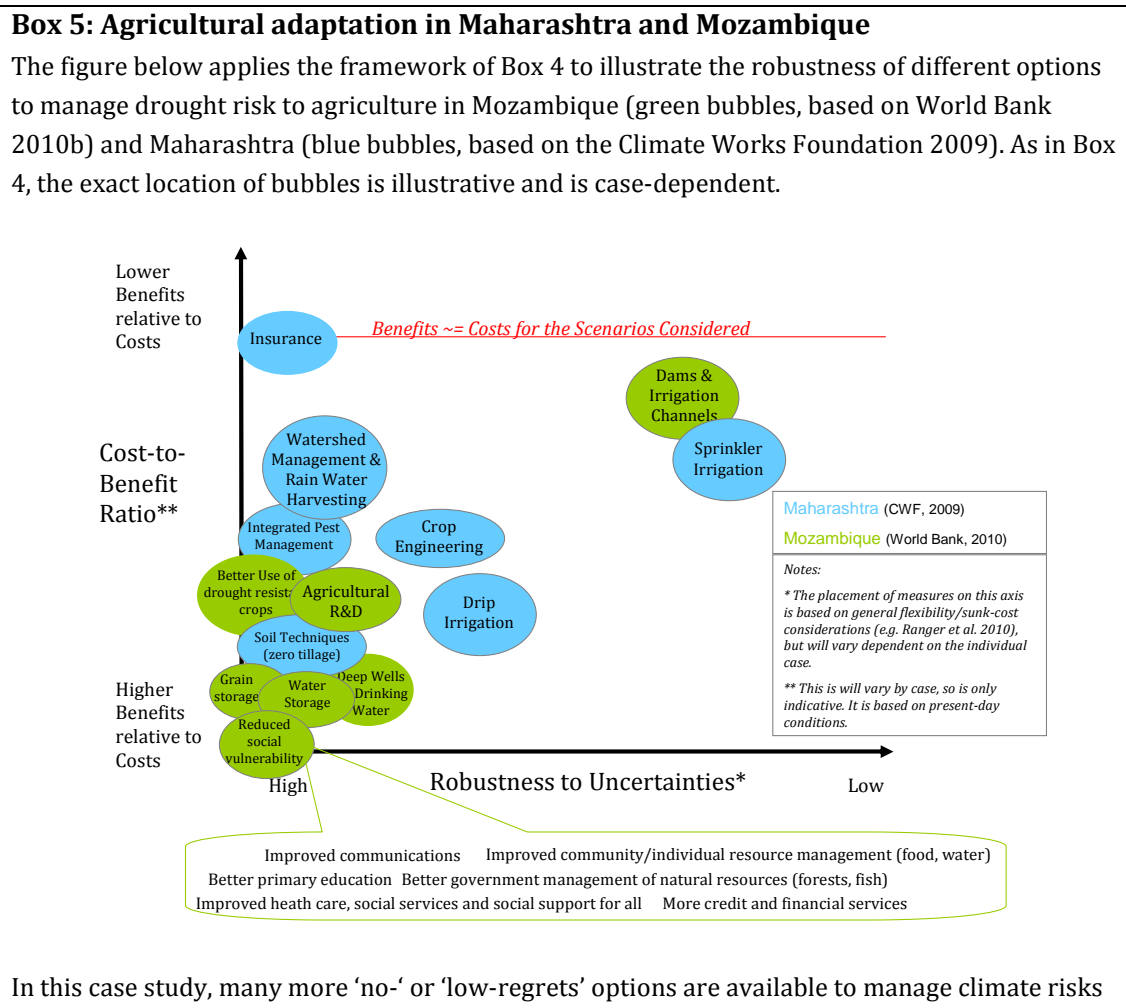 Box 5: Agricultural adaptation in Maharashtra and Mozambique
The figure below applies the framework of Box 4 to illustrate the robustness of different options
to manage drought risk to agriculture in Mozambique (green bubbles, based on World Bank
2010b) and Maharashtra (blue bubbles, based on the Climate Works Foundation 2009). As in Box
4, the exact location of bubbles is illustrative and is case-dependent.
Lower
Benefits
relative to
Costs
Insurance
Benefits ~= Costs for the Scenarios Considered
Dams &
Irrigation
Channels
Sprinkler
Irrigation
Cost-to-
Benefit
Ratio**
Watershed
Management &
Rain Water
Harvesting
Integrated Pest
Management
Crop
Engineering
Better Use of
drought resista
crops
Agricultural
R&D
Drip
Irrigation
Soil Techniques
(zero tillage)
Grain
storage
Water
Storage
Deep Wells
Drinking
Water
Reduced
social
vulnerability
Higher
Benefits
relative to
Costs
Maharashtra (CWF, 2009)
Mozambique (World Bank, 2010)
Notes:
* The placement of measures on this axis
is based on general flexibility/sunk-cost
considerations (e.g. Ranger et al. 2010),
but will vary dependent on the individual
case.
** This is will vary by case, so is only
indicative. It is based on present-day
conditions.
High
Robustness to Uncertainties*
Low
Improved communications Improved community/individual resource management (food, water)
Better primary education Better government management of natural resources (forests, fish)
Improved heath care, social services and social support for all More credit and financial services
In this case study, many more ‘no-‘ or ‘low-regrets’ options are available to manage climate risks